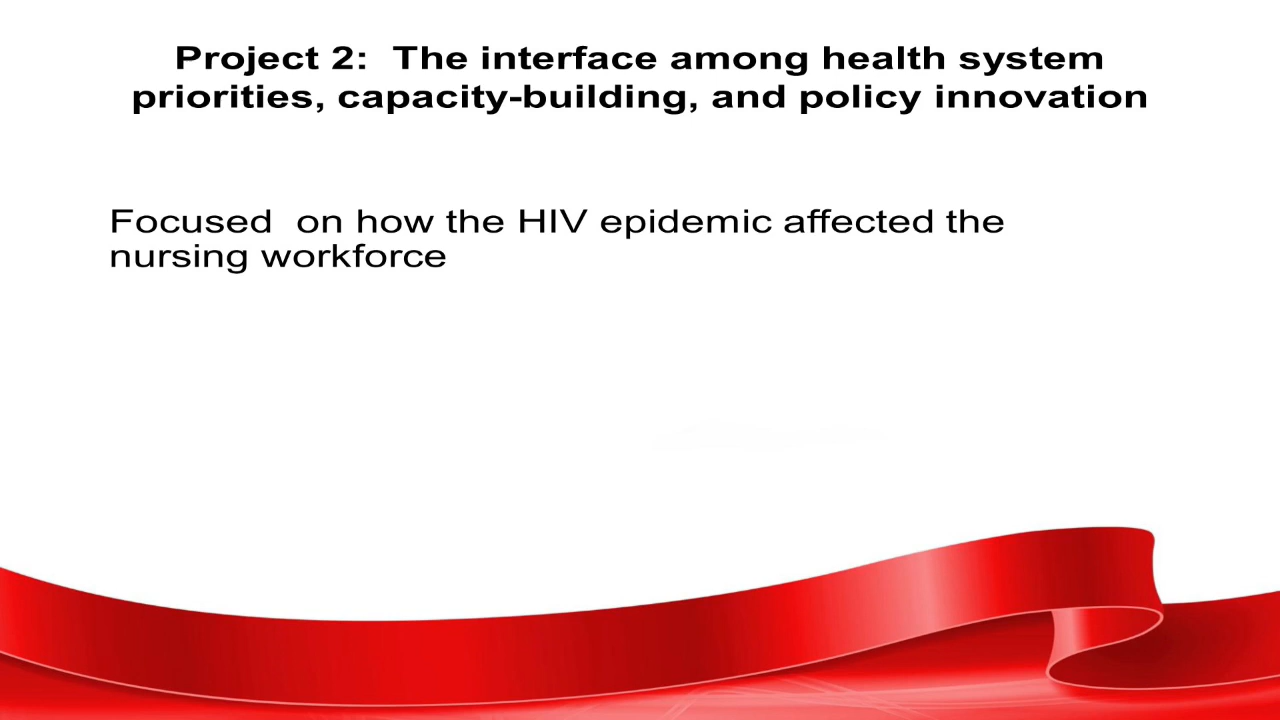 Project 2:  The interface among health system
priorities, capacity-building, and policy innovation
Focused  on how the HIV epidemic affected the
nursing workforce